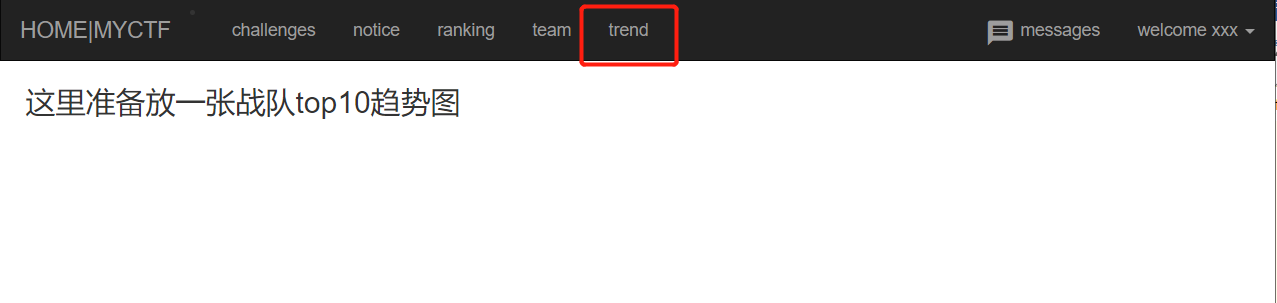 HOME|MYCTF challenges notice ranking team trend messages welcome xxx
这里准备放一张战队top10趋势图